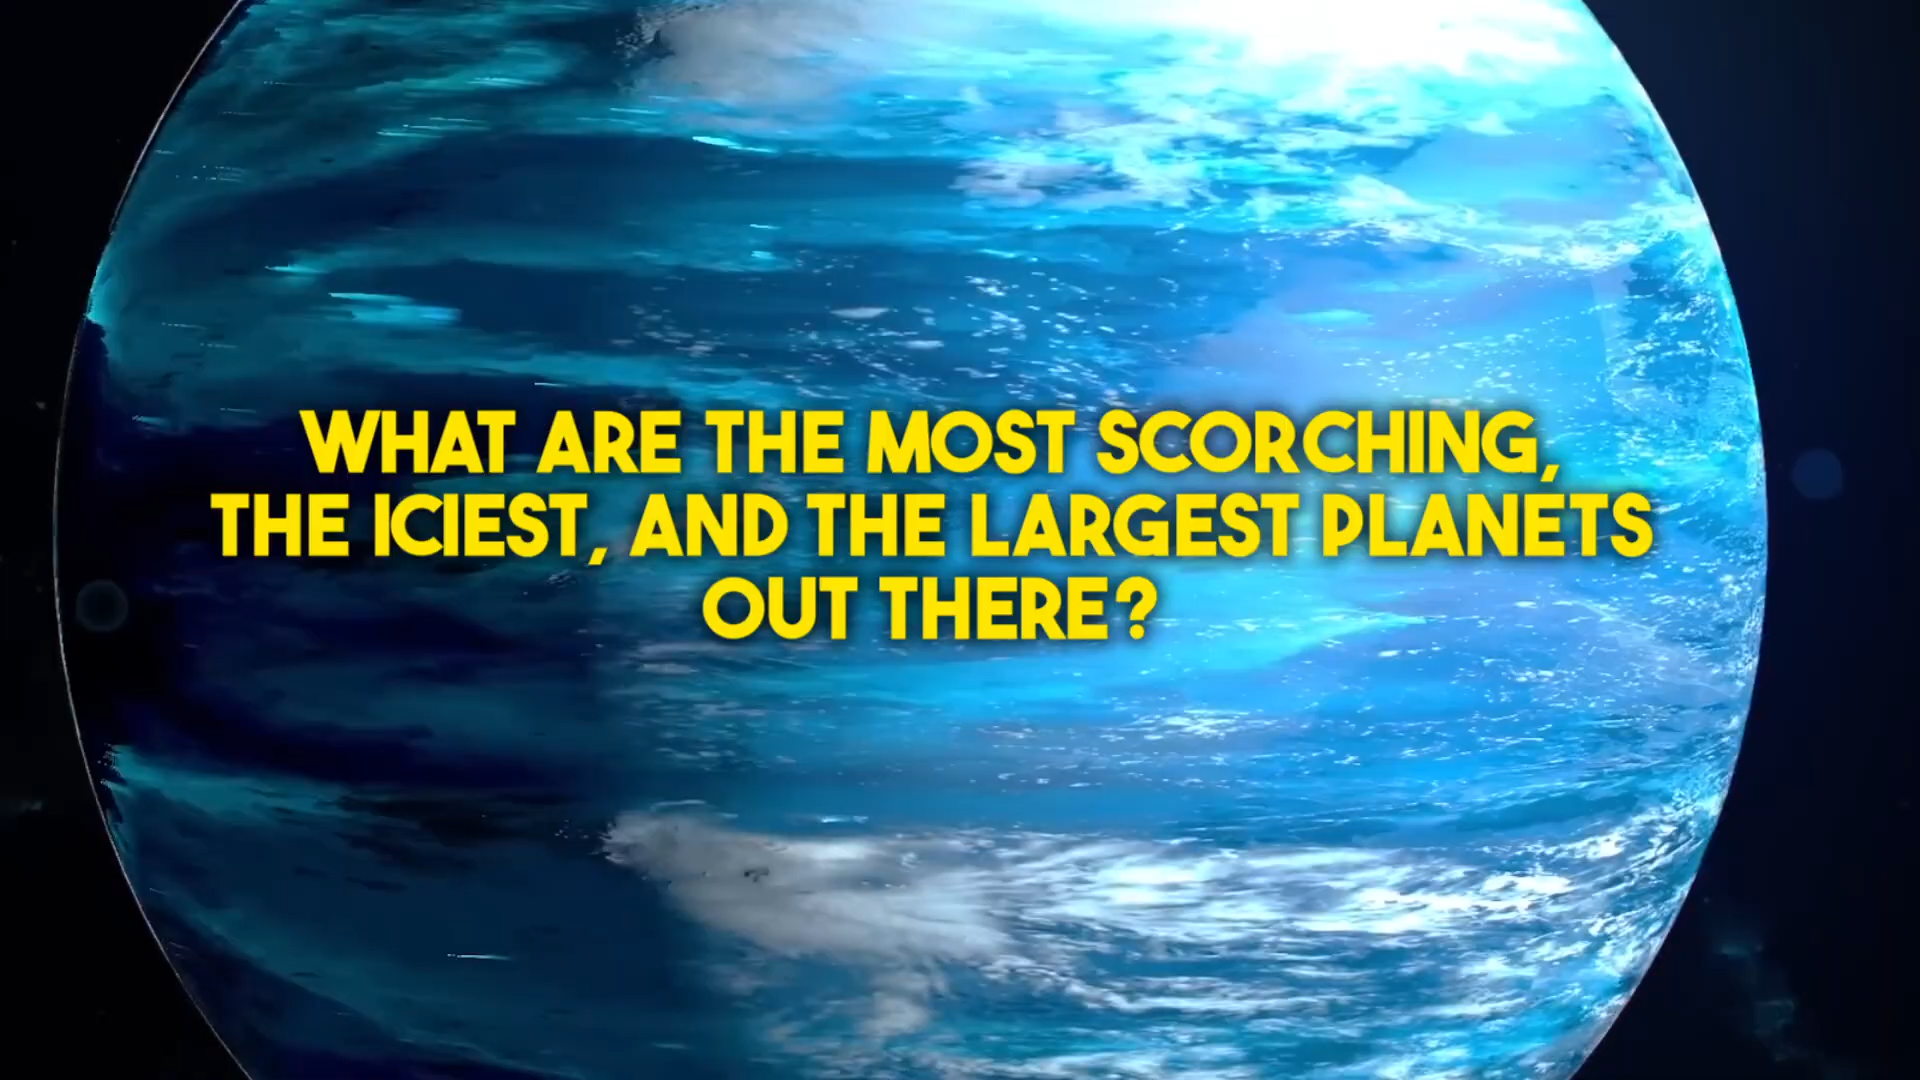 WHAT ARE THE MOST SCORCHING,
THE ICIEST, AND THE LARGEST PLANETS
OUT THERE?